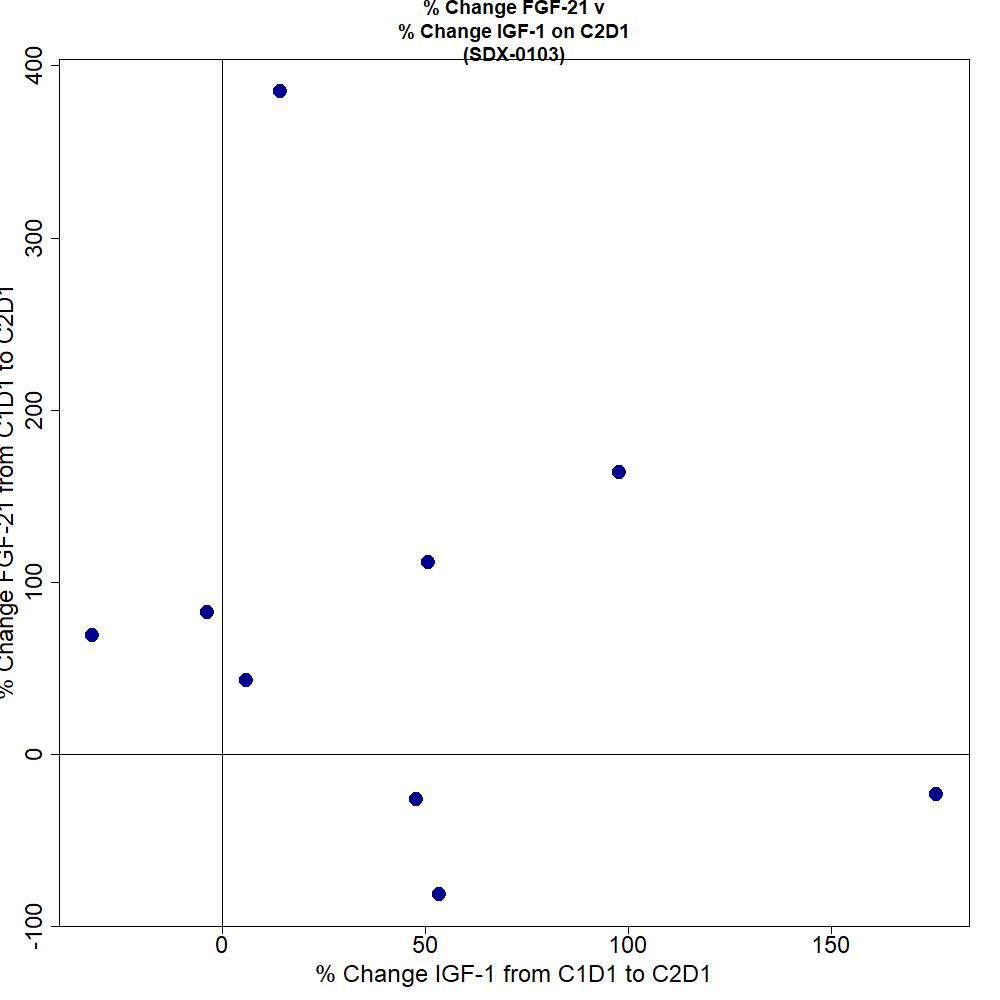 % Change FGF-21 v
% Change IGF-1 on C2D1
(SDX-0103)
400
300
200
100
0
-100
% Change FGF-21 from C1D1 to C2D1
0 50 100 150
% Change IGF-1 from C1D1 to C2D1